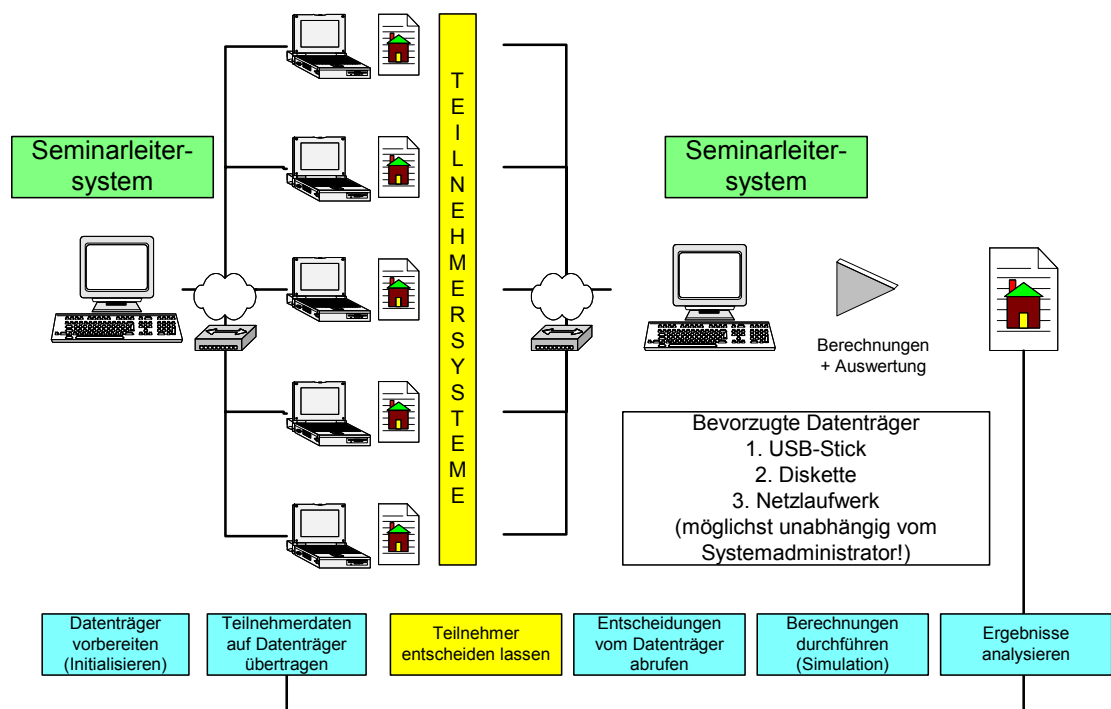 Seminarleiter-
system
TEILNEHMERSYSTEME
Seminarleiter-
system
Berechnungen
+ Auswertung
Bevorzugte Datenträger
1. USB-Stick
2. Diskette
3. Netzlaufwerk
(möglichst unabhängig vom
Systemadministrator!)
Datenträger
vorbereiten
(Initialisieren)
Teilnehmerdaten
auf Datenträger
übertragen
Teilnehmer
entscheiden lassen
Entscheidungen
vom Datenträger
abrufen
Berechnungen
durchführen
(Simulation)
Ergebnisse
analysieren